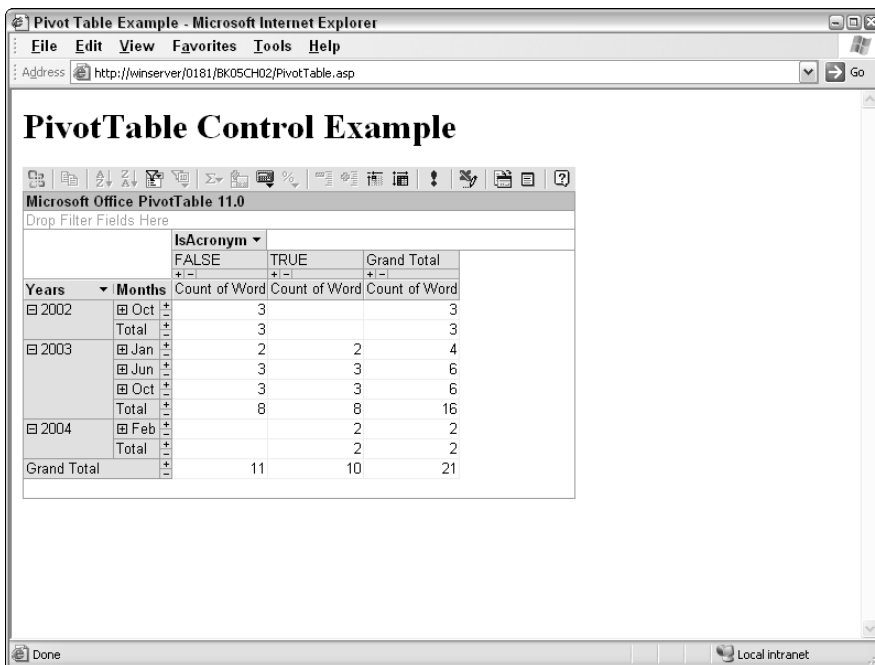 Pivot Table Example - Microsoft Internet Explorer
File Edit View Favorites Tools Help
Address http://winserver/0181/BK05CH02/PivotTable.asp Go
PivotTable Control Example
Microsoft Office PivotTable 11.0
Drop Filter Fields Here
IsAcronym
FALSE TRUE Grand Total
Years Months Count of Word Count of Word Count of Word
2002 Oct 3 3
Total 3 3
2003 Jan 2 2 4
Jun 3 3 6
Oct 3 3 6
Total 8 8 16
2004 Feb 2 2
Total 2 2
Grand Total 11 10 21
Done Local intranet